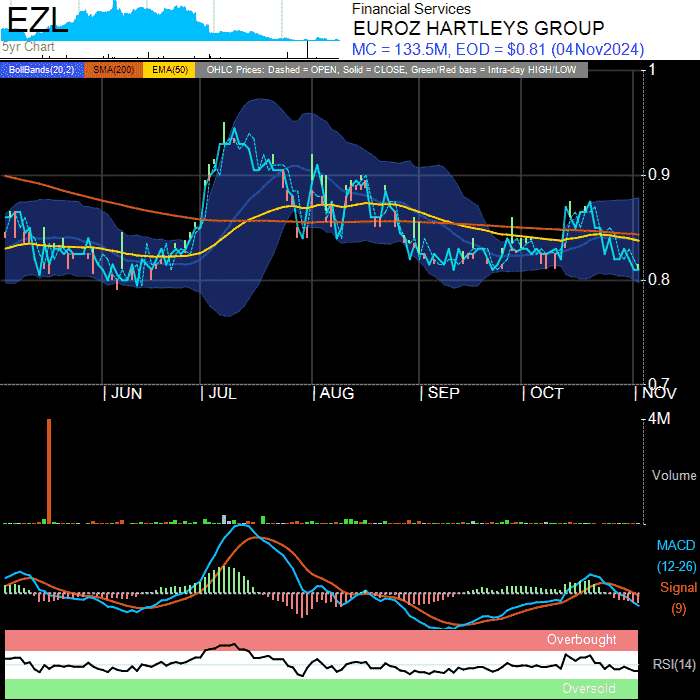 EZL
5yr Chart
Financial Services
EUROZ HARTLEYS GROUP
MC = 133.5M, EOD = $0.81 (04Nov2024)
BollBands(20,2) SMA(200) EMA(50) OHLC Prices: Dashed = OPEN, Solid = CLOSE, Green/Red bars = Intra-day HIGH/LOW
1
0.9
0.8
0.7
JUN JUL AUG SEP OCT NOV
4M
Volume
MACD
(12-26)
Signal
(9)
Overbought
RSI(14)
Oversold